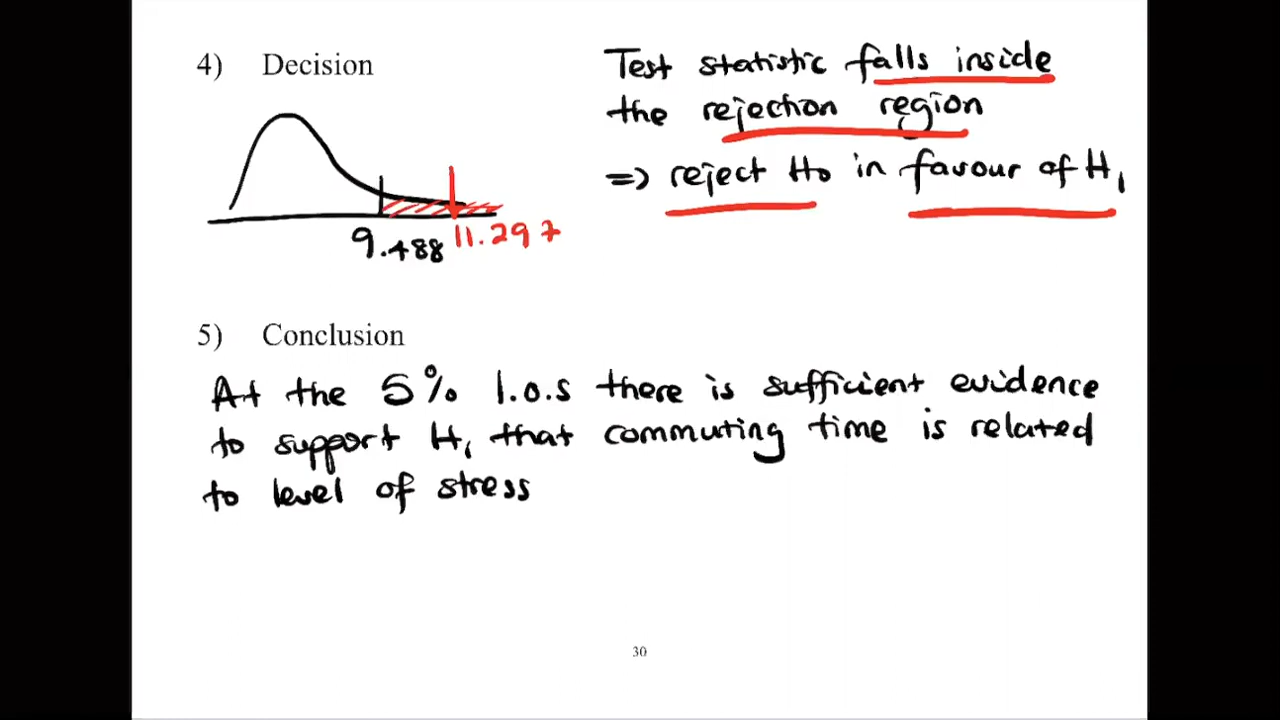 4) Decision
Test statistic falls inside
the rejection region
=> reject H0 in favour of H1
9.488
11.297
5) Conclusion
At the 5% l.o.s there is sufficient evidence
to support H1 that commuting time is related
to level of stress
30